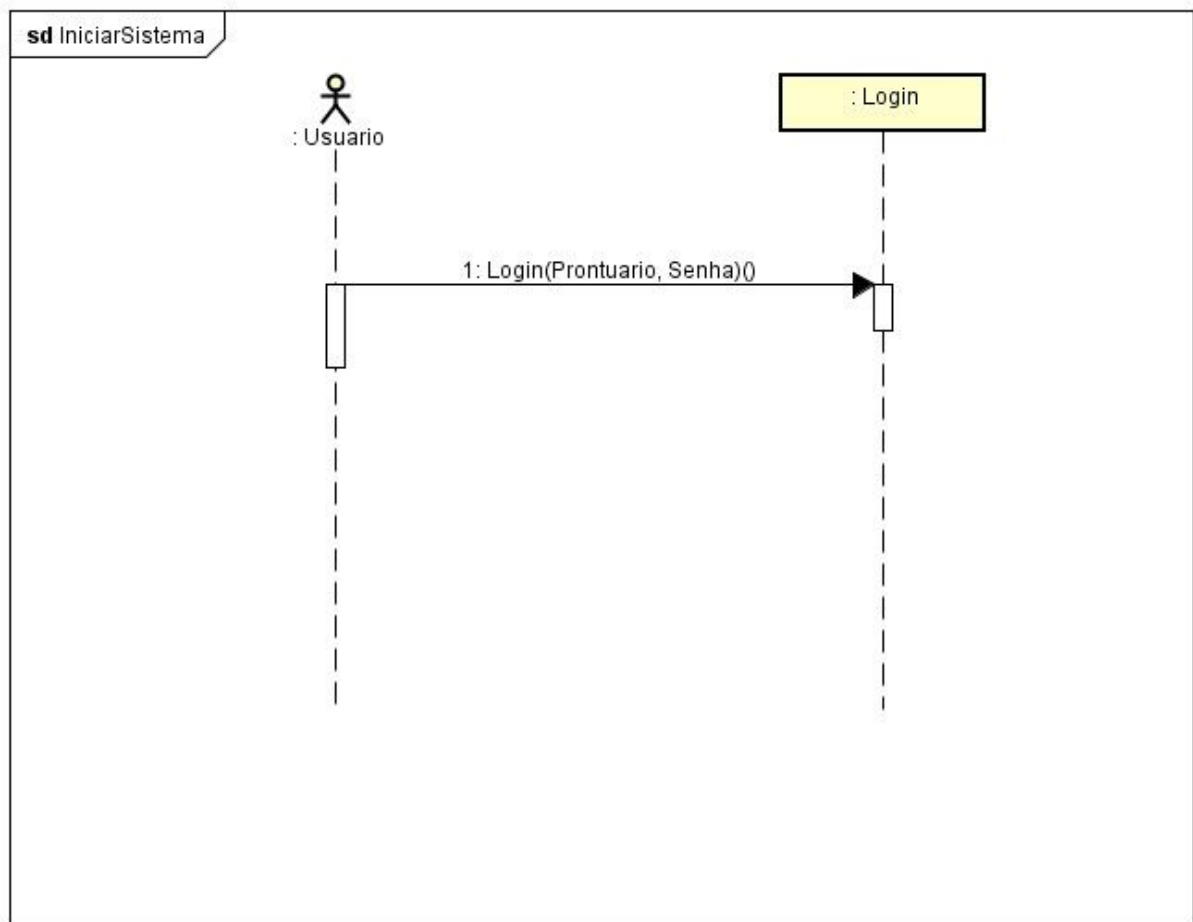 sd IniciarSistema
: Usuario
: Login
1: Login(Prontuario, Senha)()